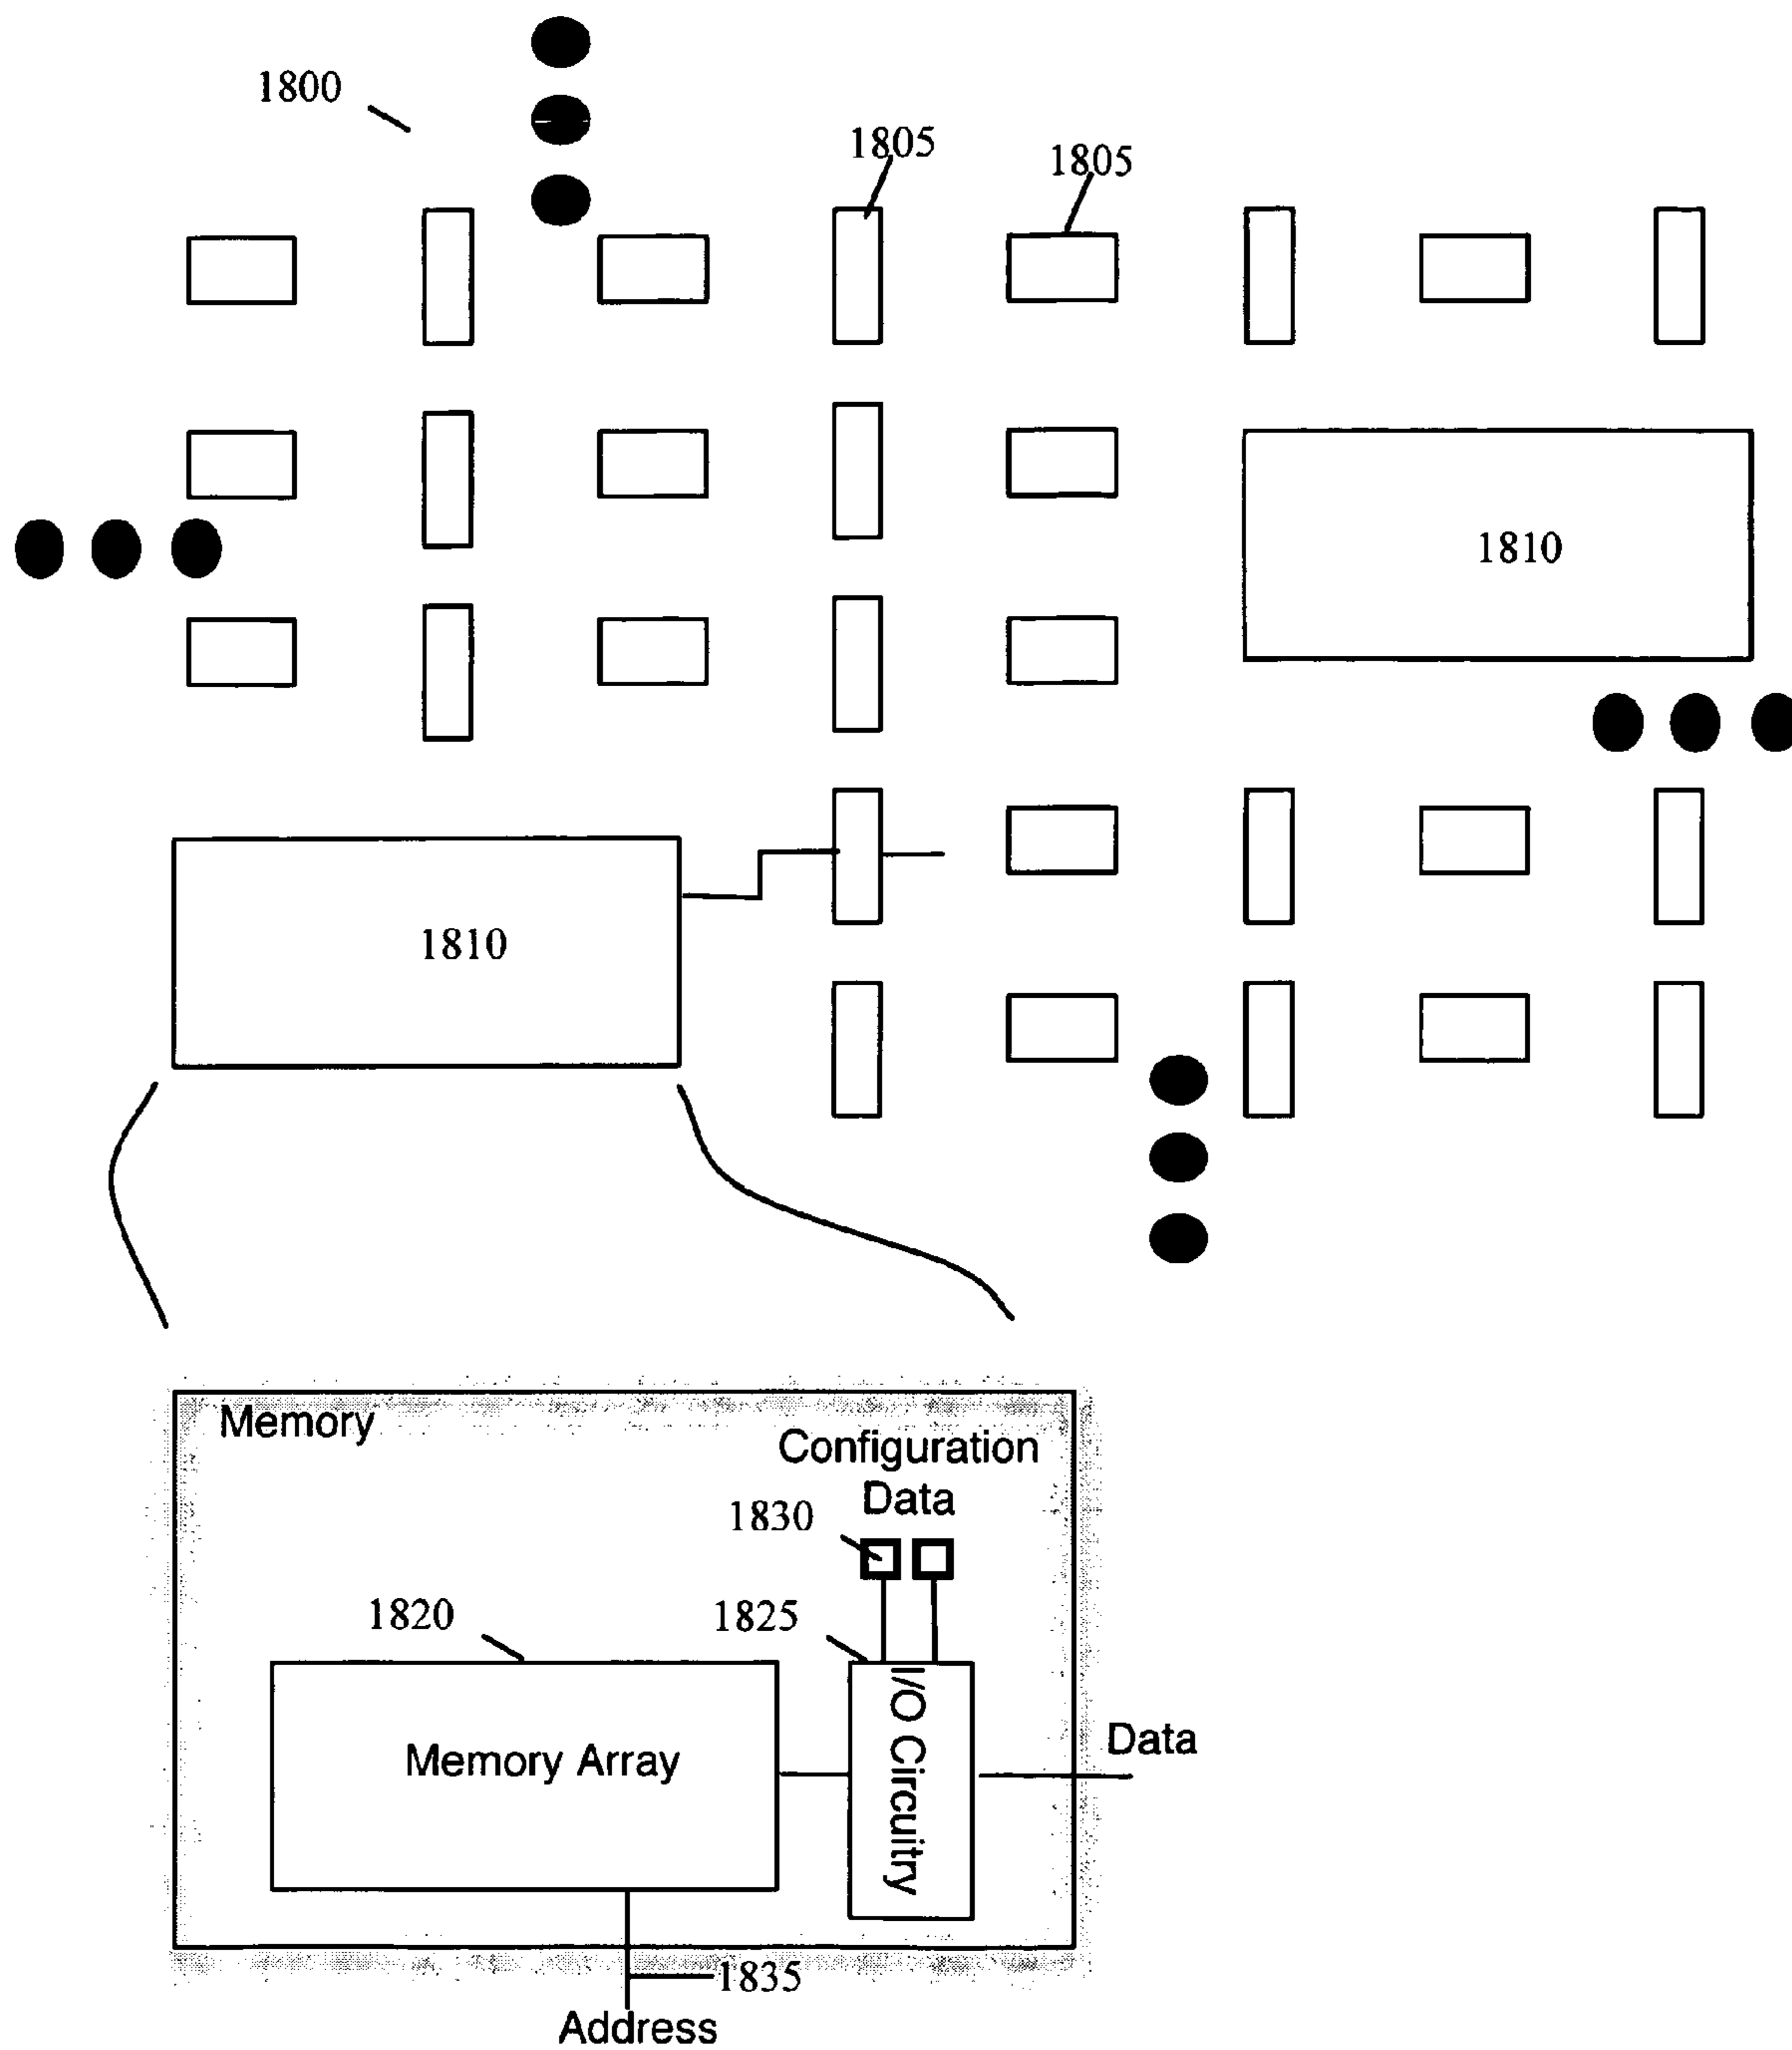 1800
1805
1805
1810
1810
Memory
Configuration
Data
1830
1820
1825
Memory Array
I/O Circuitry
Data
1835
Address